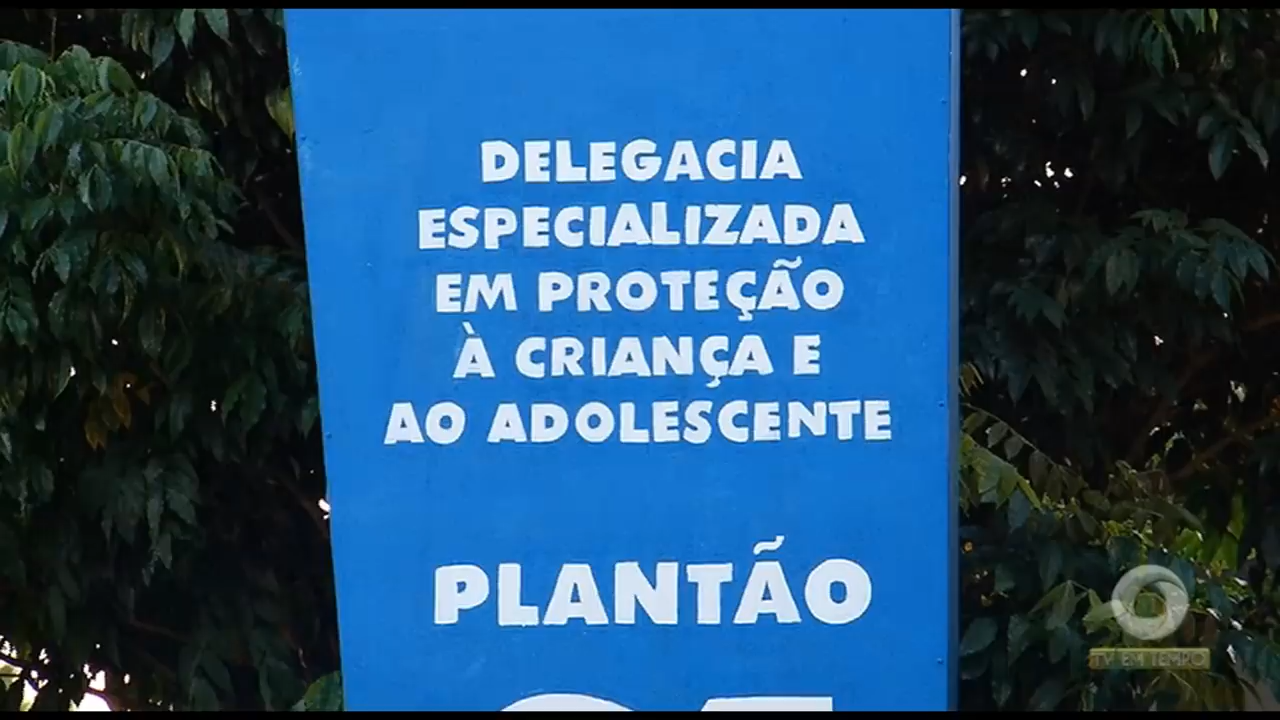 DELEGACIA
ESPECIALIZADA
EM PROTEÇÃO
À CRIANÇA E
AO ADOLESCENTE
PLANTÃO
TV EM TEMPO